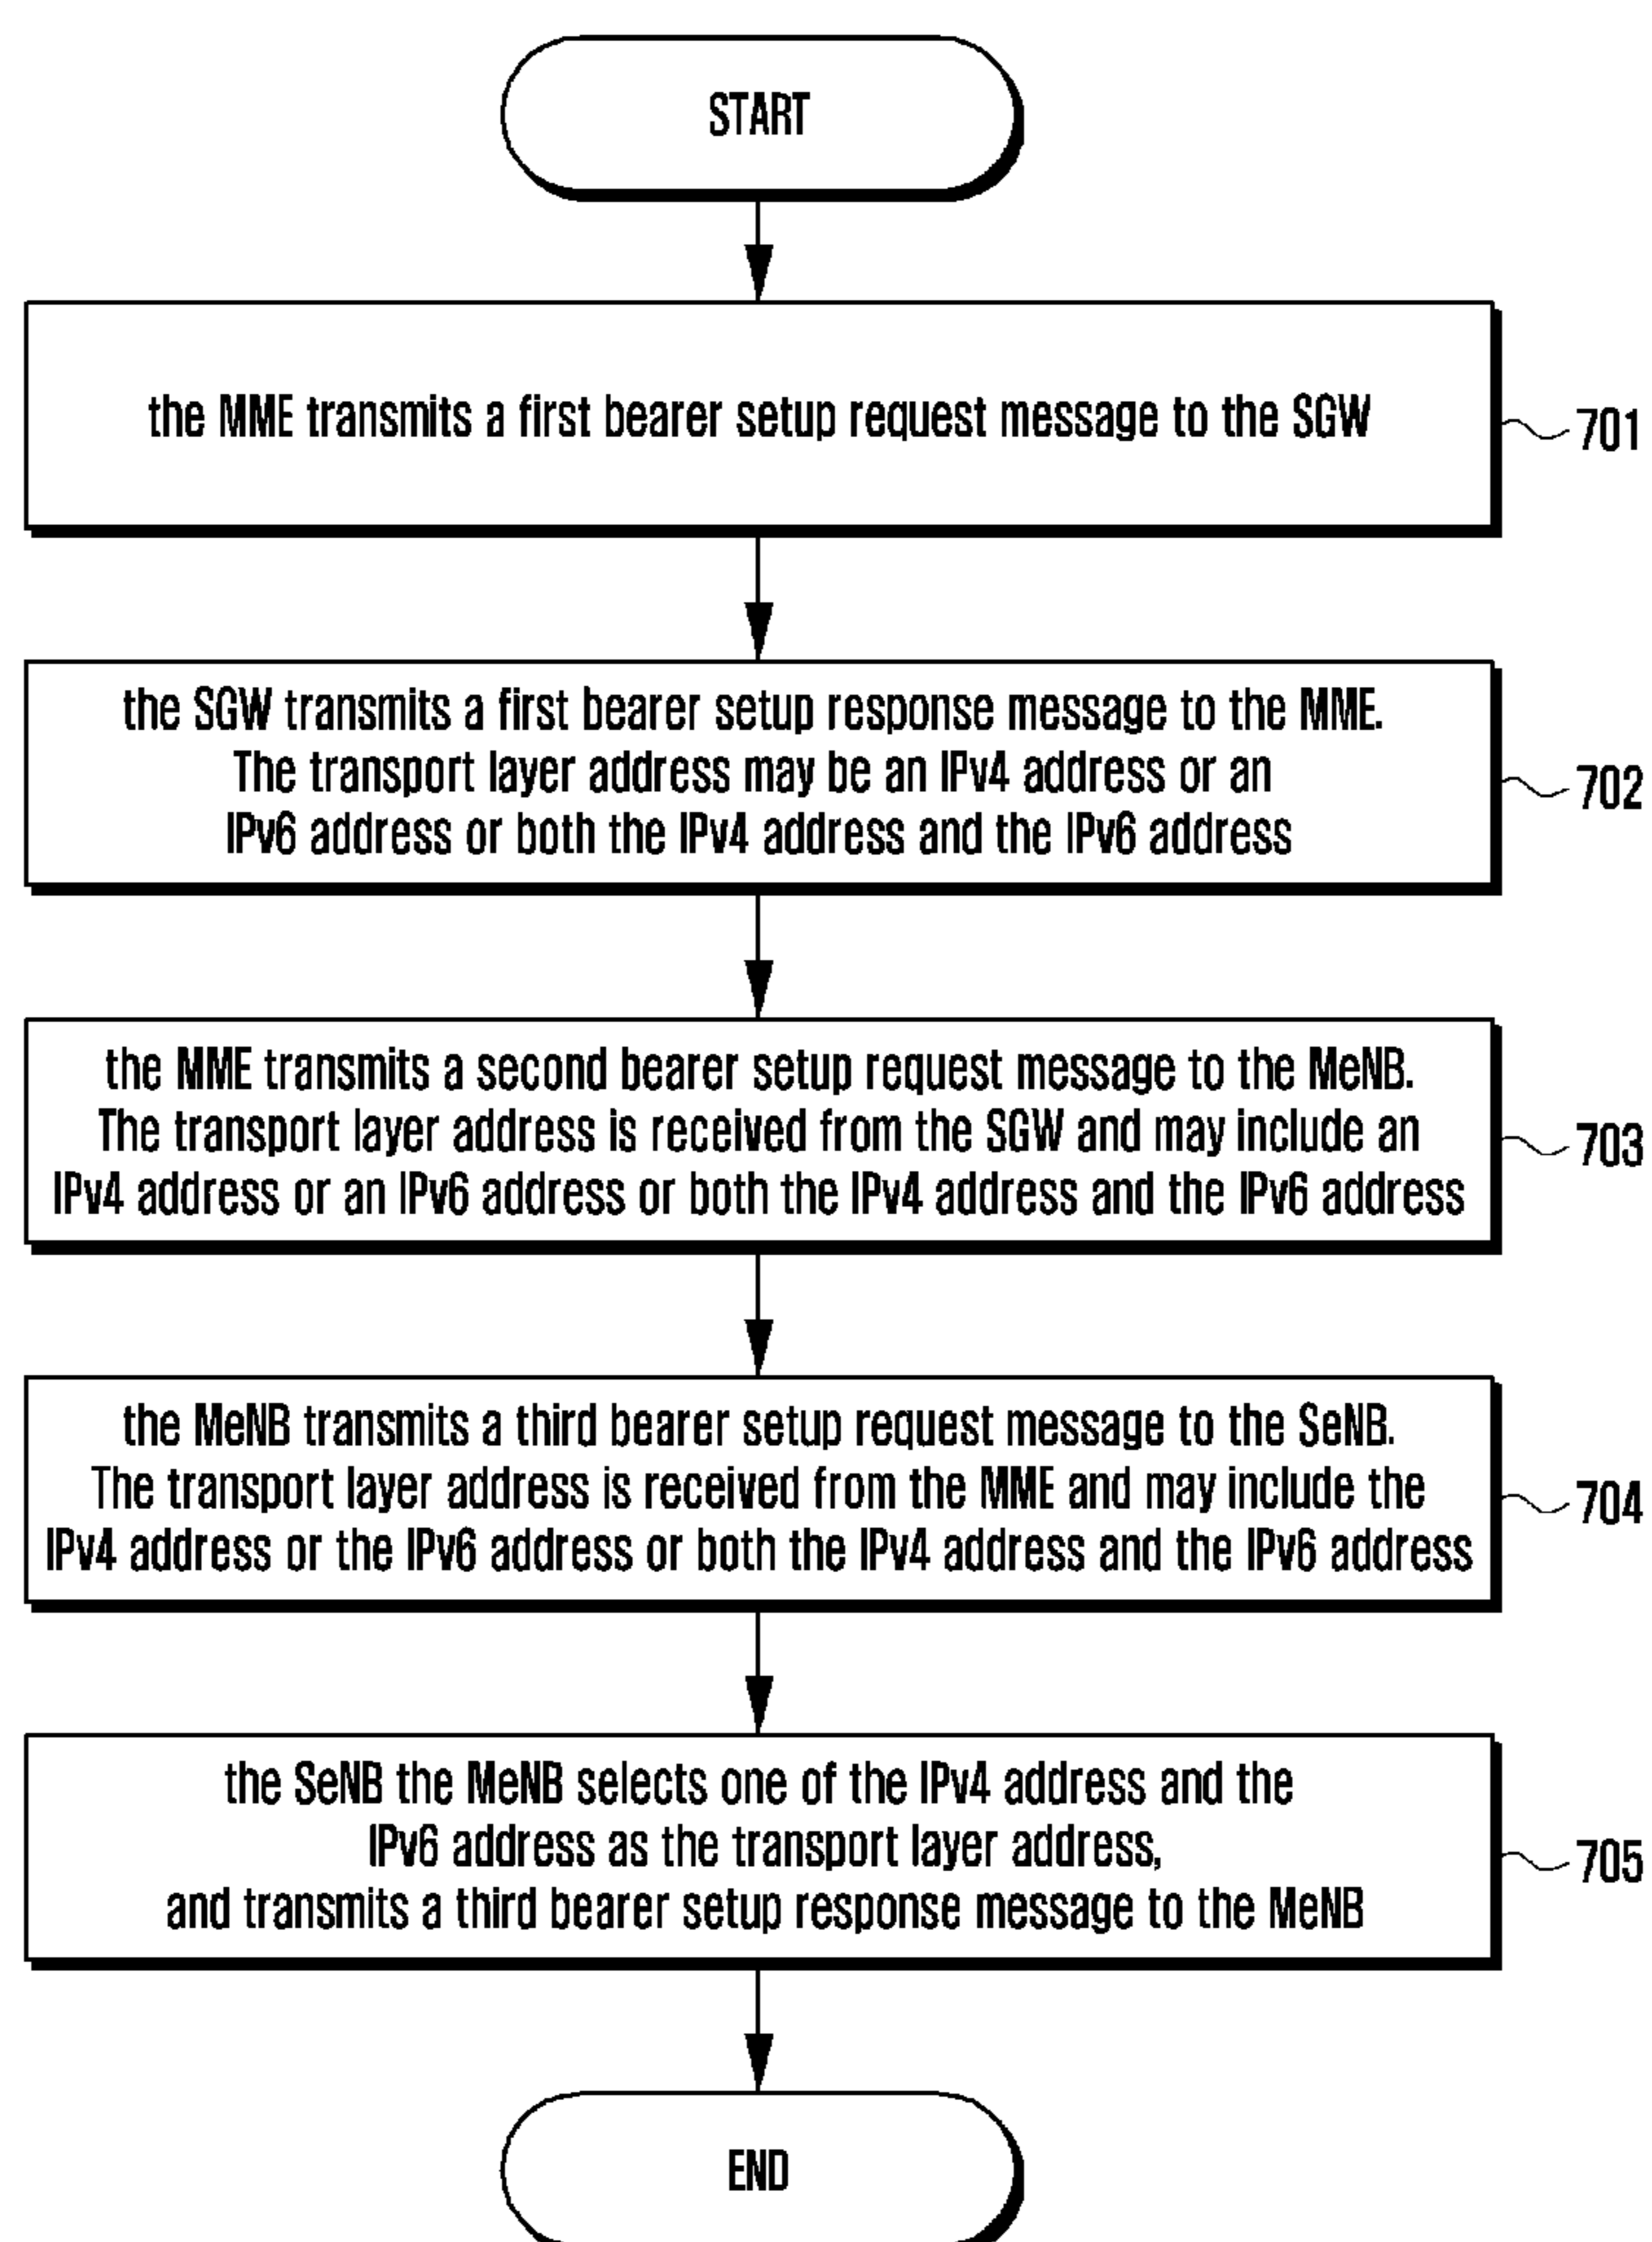 START
the MME transmits a first bearer setup request message to the SGW
701
the SGW transmits a first bearer setup response message to the MME.
The transport layer address may be an IPv4 address or an
IPv6 address or both the IPv4 address and the IPv6 address
702
the MME transmits a second bearer setup request message to the MeNB.
The transport layer address is received from the SGW and may include an
IPv4 address or an IPv6 address or both the IPv4 address and the IPv6 address
703
the MeNB transmits a third bearer setup request message to the SeNB.
The transport layer address is received from the MME and may include the
IPv4 address or the IPv6 address or both the IPv4 address and the IPv6 address
704
the SeNB the MeNB selects one of the IPv4 address and the
IPv6 address as the transport layer address,
and transmits a third bearer setup response message to the MeNB
705
END